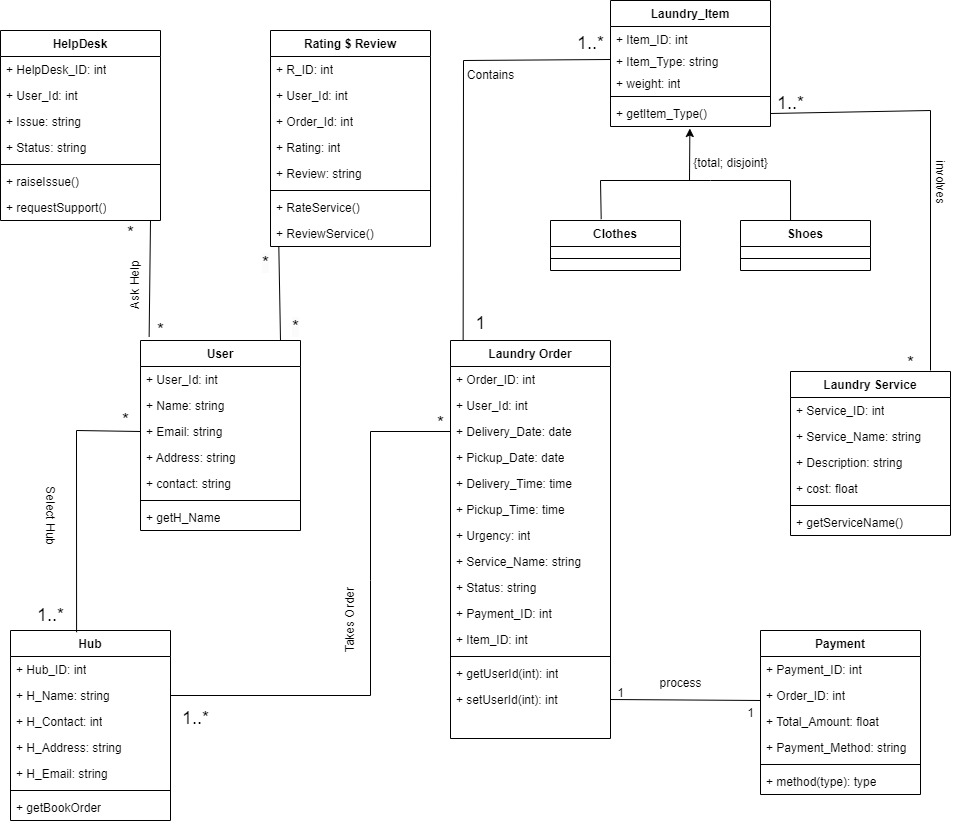 HelpDesk
+ HelpDesk_ID: int
+ User_Id: int
+ Issue: string
+ Status: string
+ raiseIssue()
+ requestSupport()
*
Ask Help
*
Rating $ Review
+ R_ID: int
+ User_Id: int
+ Order_Id: int
+ Rating: int
+ Review: string
+ RateService()
+ ReviewService()
*
*
Laundry_Item
+ Item_ID: int
+ Item_Type: string
+ weight: int
+ getItem_Type()
1..*
Contains
1
1..*
involves
*
{total; disjoint}
Clothes
Shoes
User
+ User_Id: int
+ Name: string
+ Email: string
+ Address: string
+ contact: string
+ getH_Name
*
Select Hub
1..*
Laundry Order
+ Order_ID: int
+ User_Id: int
+ Delivery_Date: date
+ Pickup_Date: date
+ Delivery_Time: time
+ Pickup_Time: time
+ Urgency: int
+ Service_Name: string
+ Status: string
+ Payment_ID: int
+ Item_ID: int
+ getUserId(int): int
+ setUserId(int): int
*
Takes Order
1..*
Laundry Service
+ Service_ID: int
+ Service_Name: string
+ Description: string
+ cost: float
+ getServiceName()
Hub
+ Hub_ID: int
+ H_Name: string
+ H_Contact: int
+ H_Address: string
+ H_Email: string
+ getBookOrder
1
process
1
Payment
+ Payment_ID: int
+ Order_ID: int
+ Total_Amount: float
+ Payment_Method: string
+ method(type): type